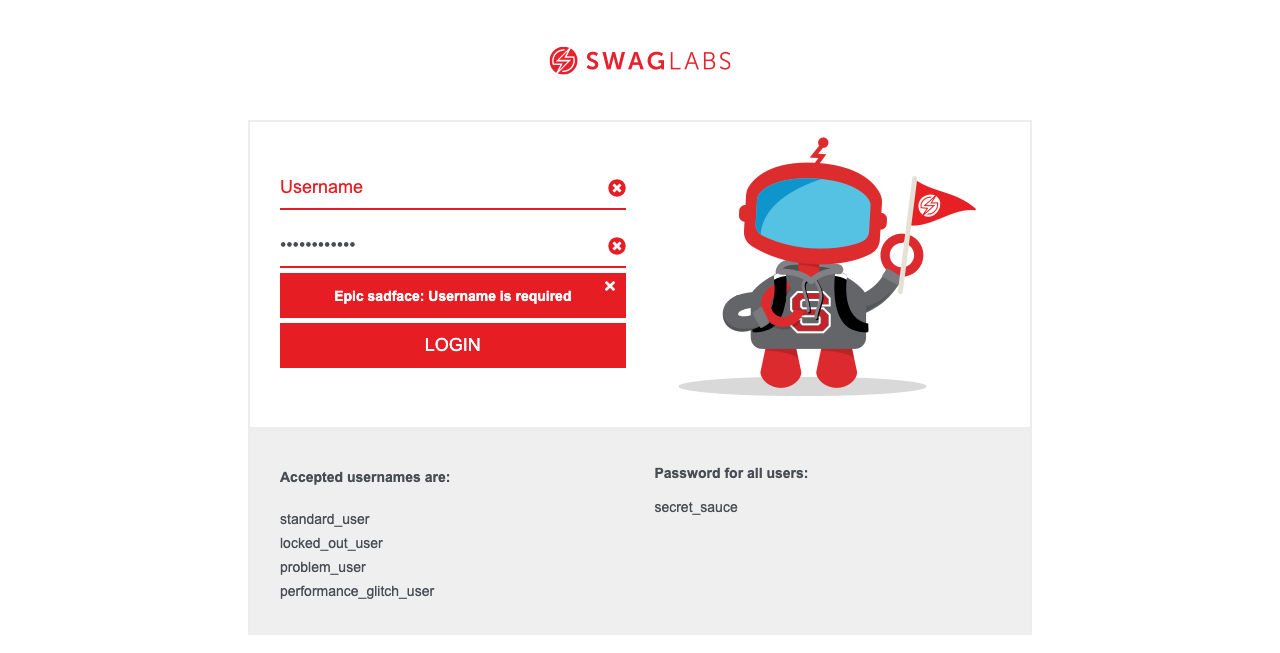 SWAGLABS
Username
••••••••••••
Epic sadface: Username is required
LOGIN
Accepted usernames are:
standard_user
locked_out_user
problem_user
performance_glitch_user
Password for all users:
secret_sauce
S